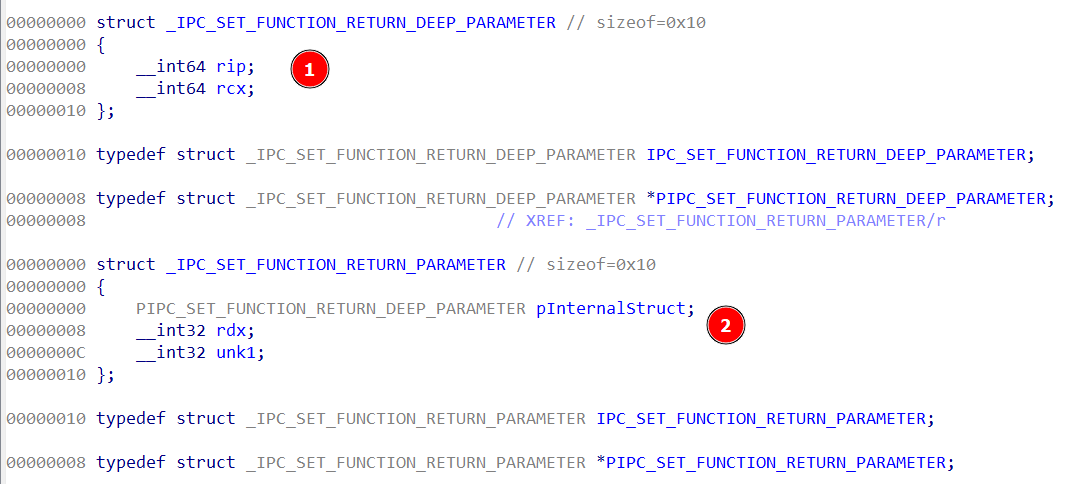 00000000 struct _IPC_SET_FUNCTION_RETURN_DEEP_PARAMETER // sizeof=0x10
00000000 {
00000000     __int64 rip;
1
00000008     __int64 rcx;
00000010 };
00000010 typedef struct _IPC_SET_FUNCTION_RETURN_DEEP_PARAMETER IPC_SET_FUNCTION_RETURN_DEEP_PARAMETER;
00000008 typedef struct _IPC_SET_FUNCTION_RETURN_DEEP_PARAMETER *PIPC_SET_FUNCTION_RETURN_DEEP_PARAMETER;
00000008 // XREF: _IPC_SET_FUNCTION_RETURN_PARAMETER/r
00000000 struct _IPC_SET_FUNCTION_RETURN_PARAMETER // sizeof=0x10
00000000 {
00000000     PIPC_SET_FUNCTION_RETURN_DEEP_PARAMETER pInternalStruct;
2
00000008     __int32 rdx;
0000000C     __int32 unk1;
00000010 };
00000010 typedef struct _IPC_SET_FUNCTION_RETURN_PARAMETER IPC_SET_FUNCTION_RETURN_PARAMETER;
00000008 typedef struct _IPC_SET_FUNCTION_RETURN_PARAMETER *PIPC_SET_FUNCTION_RETURN_PARAMETER;